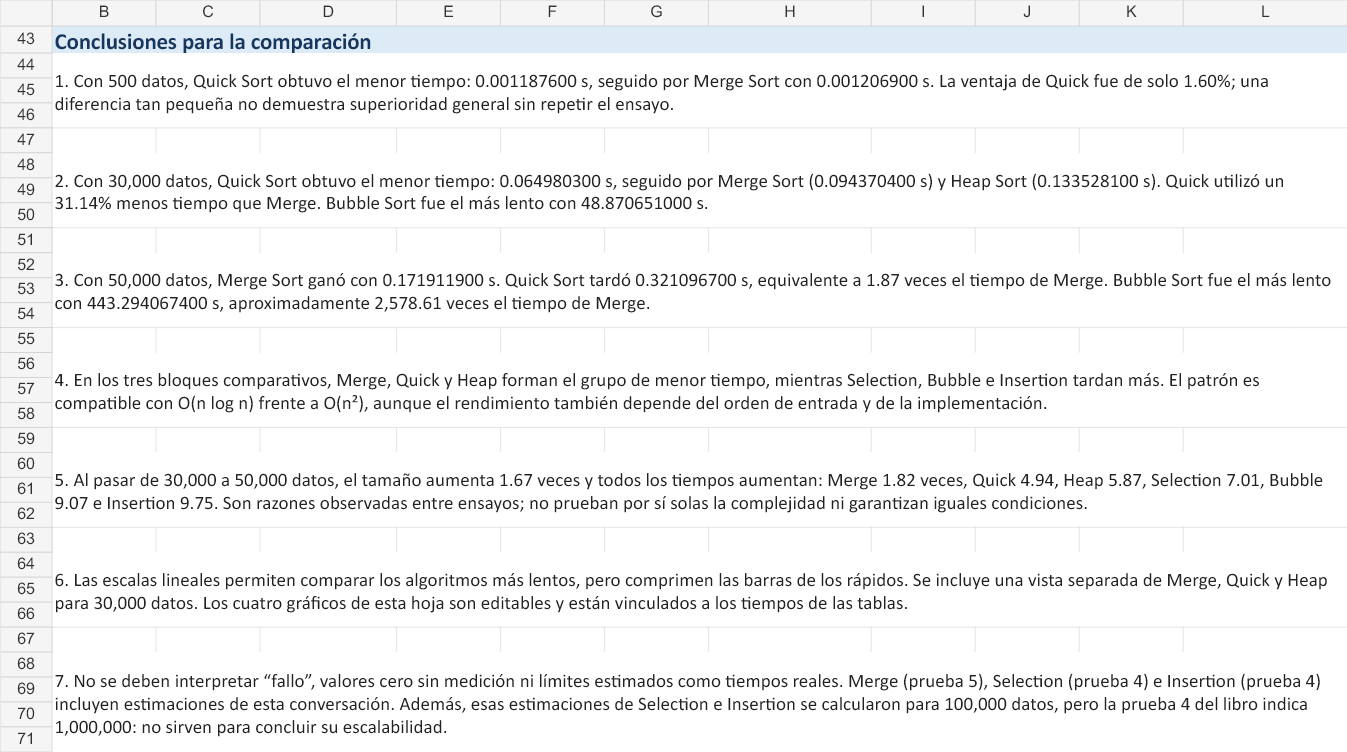 B C D E F G H I J K L
43 Conclusiones para la comparación
44
1. Con 500 datos, Quick Sort obtuvo el menor tiempo: 0.001187600 s, seguido por Merge Sort con 0.001206900 s. La ventaja de Quick fue de solo 1.60%; una
45
diferencia tan pequeña no demuestra superioridad general sin repetir el ensayo.
46
47
48
2. Con 30,000 datos, Quick Sort obtuvo el menor tiempo: 0.064980300 s, seguido por Merge Sort (0.094370400 s) y Heap Sort (0.133528100 s). Quick utilizó un
49
31.14% menos tiempo que Merge. Bubble Sort fue el más lento con 48.870651000 s.
50
51
52
3. Con 50,000 datos, Merge Sort ganó con 0.171911900 s. Quick Sort tardó 0.321096700 s, equivalente a 1.87 veces el tiempo de Merge. Bubble Sort fue el más lento
53
con 443.294067400 s, aproximadamente 2,578.61 veces el tiempo de Merge.
54
55
56
4. En los tres bloques comparativos, Merge, Quick y Heap forman el grupo de menor tiempo, mientras Selection, Bubble e Insertion tardan más. El patrón es
57
compatible con O(n log n) frente a O(n²), aunque el rendimiento también depende del orden de entrada y de la implementación.
58
59
60
5. Al pasar de 30,000 a 50,000 datos, el tamaño aumenta 1.67 veces y todos los tiempos aumentan: Merge 1.82 veces, Quick 4.94, Heap 5.87, Selection 7.01, Bubble
61
9.07 e Insertion 9.75. Son razones observadas entre ensayos; no prueban por sí solas la complejidad ni garantizan iguales condiciones.
62
63
64
6. Las escalas lineales permiten comparar los algoritmos más lentos, pero comprimen las barras de los rápidos. Se incluye una vista separada de Merge, Quick y Heap
65
para 30,000 datos. Los cuatro gráficos de esta hoja son editables y están vinculados a los tiempos de las tablas.
66
67
68
7. No se deben interpretar “fallo”, valores cero sin medición ni límites estimados como tiempos reales. Merge (prueba 5), Selection (prueba 4) e Insertion (prueba 4)
69
incluyen estimaciones de esta conversación. Además, esas estimaciones de Selection e Insertion se calcularon para 100,000 datos, pero la prueba 4 del libro indica
70
1,000,000: no sirven para concluir su escalabilidad.
71